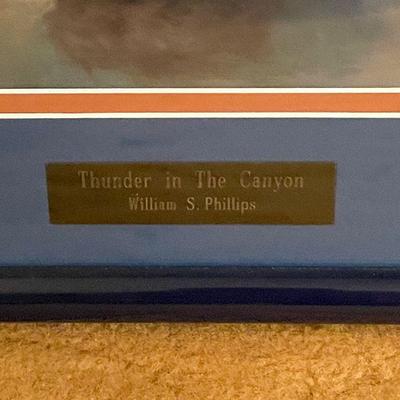 Thunder in The Canyon
William S. Phillips